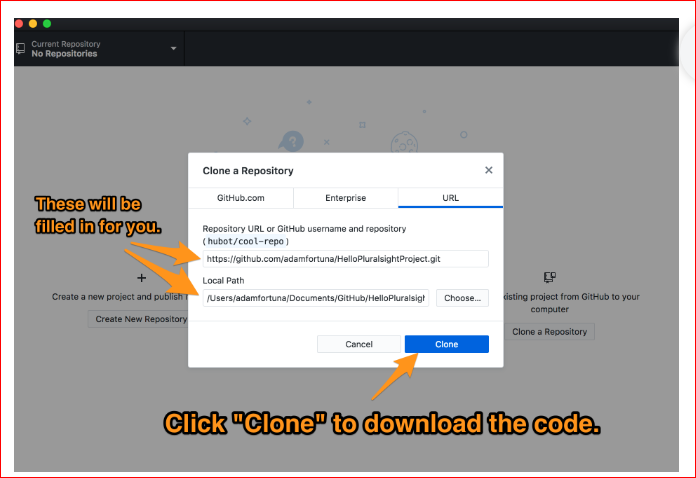 Current Repository
No Repositories
Clone a Repository
GitHub.com
Enterprise
URL
These will be
filled in for you.
Repository URL or GitHub username and repository
(hubot/cool-repo)
https://github.com/adamfortuna/HelloPluralsightProject.git
Local Path
/Users/adamfortuna/Documents/GitHub/HelloPluralsigh
Choose...
Create a new project and publish
Create New Repository
existing project from GitHub to your
computer
Clone a Repository
Cancel
Clone
Click "Clone" to download the code.